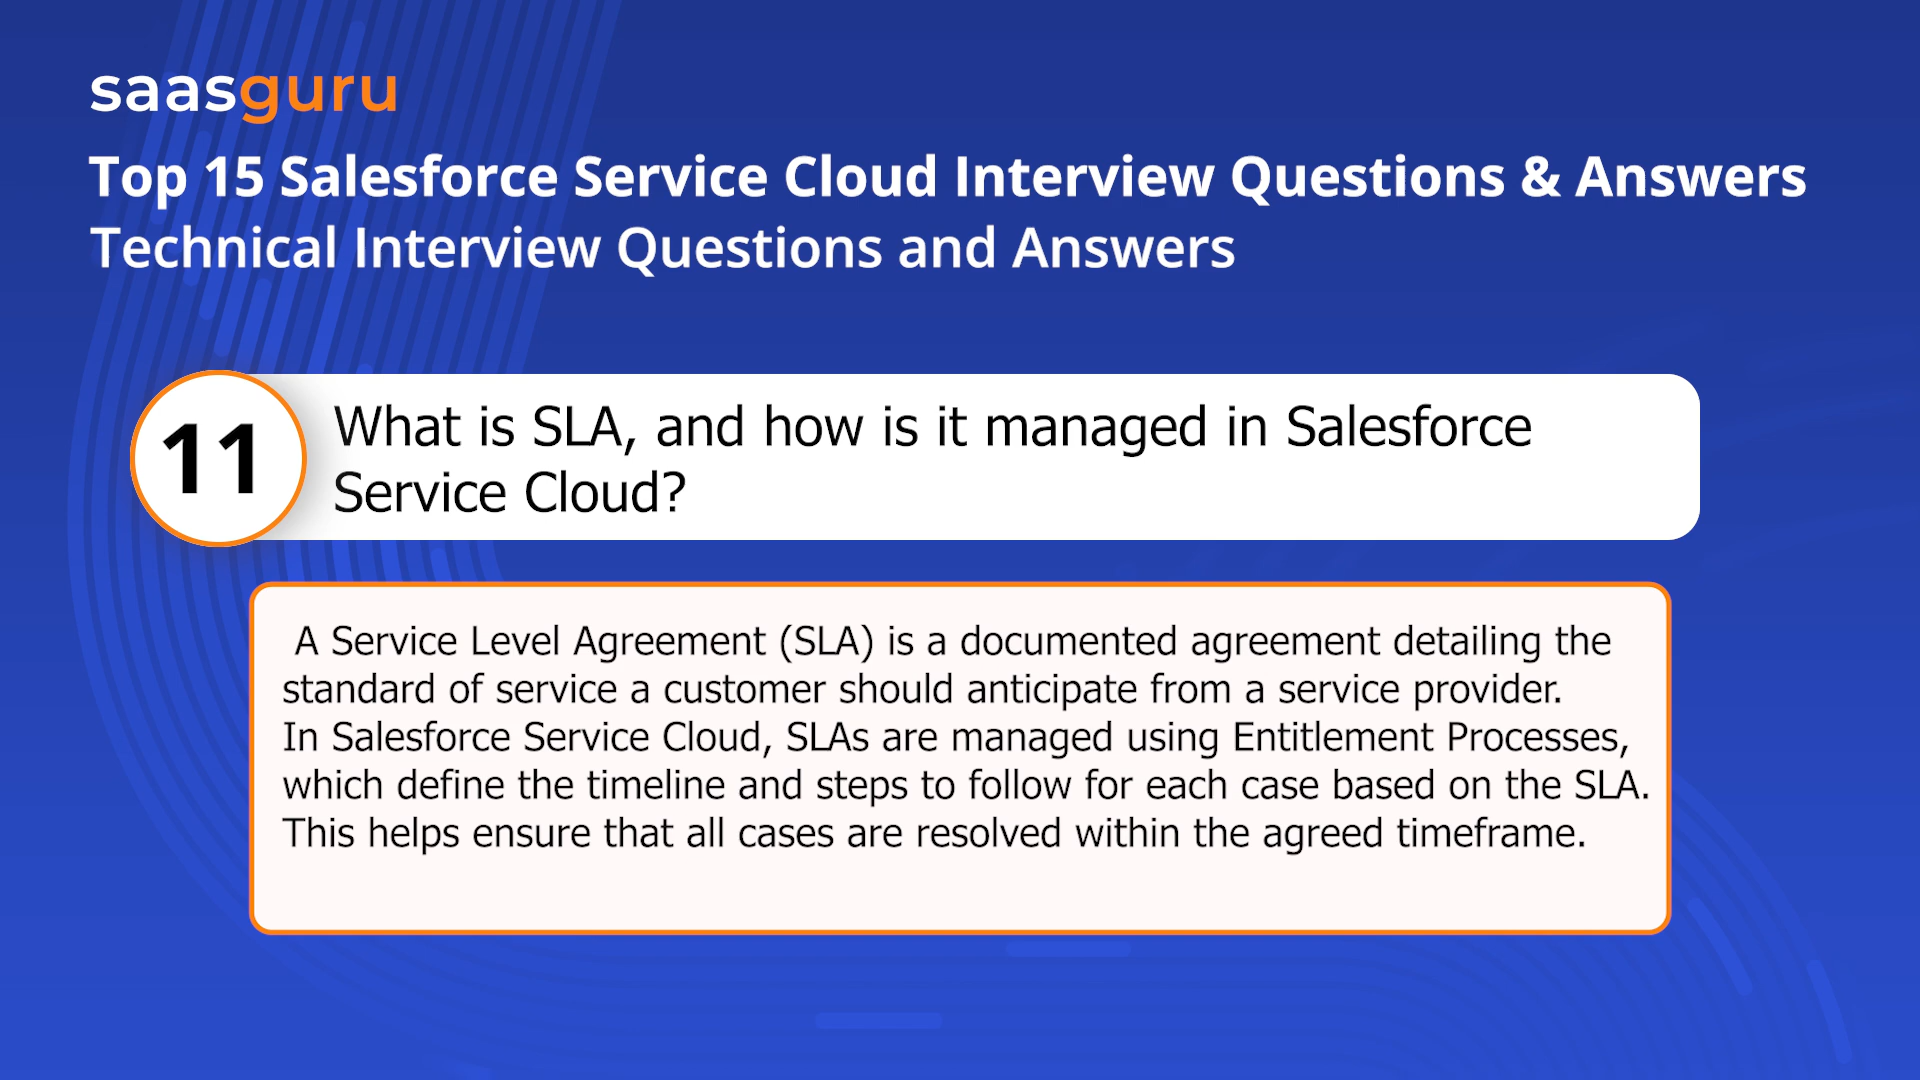 saasguru
Top 15 Salesforce Service Cloud Interview Questions & Answers
Technical Interview Questions and Answers
11
What is SLA, and how is it managed in Salesforce
Service Cloud?
A Service Level Agreement (SLA) is a documented agreement detailing the
standard of service a customer should anticipate from a service provider.
In Salesforce Service Cloud, SLAs are managed using Entitlement Processes,
which define the timeline and steps to follow for each case based on the SLA.
This helps ensure that all cases are resolved within the agreed timeframe.